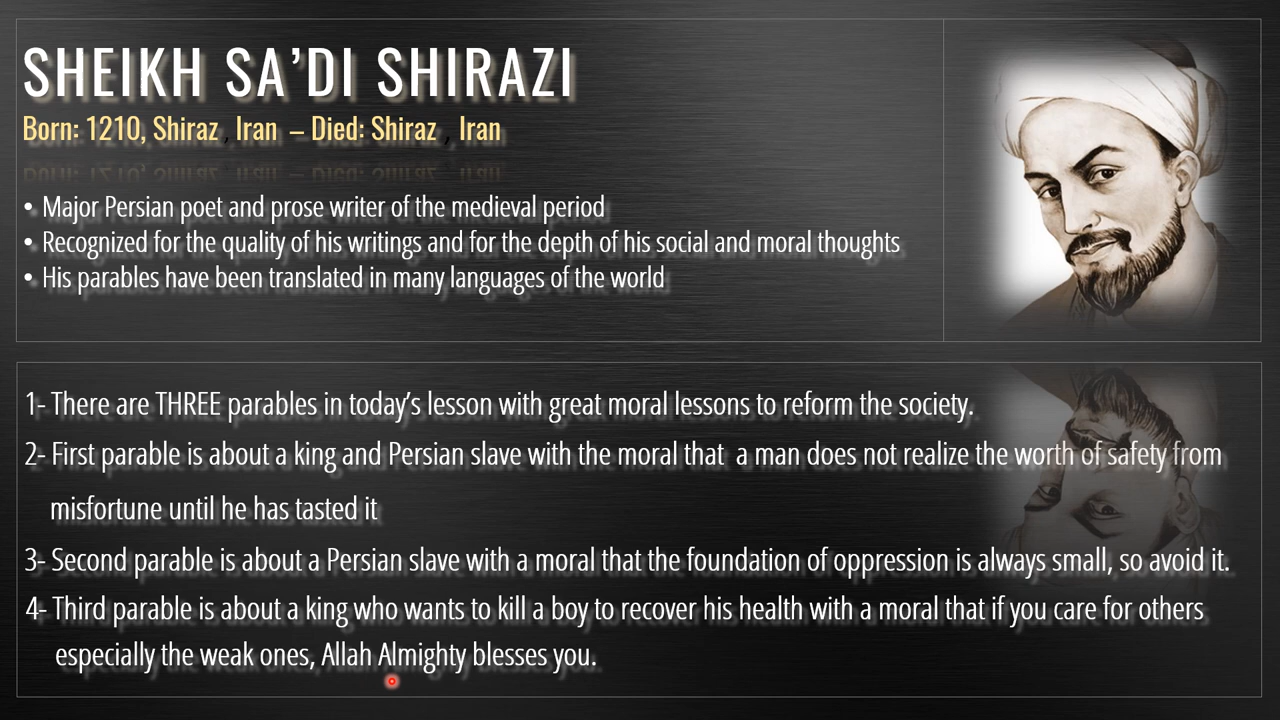 SHEIKH SA’DI SHIRAZI
Born: 1210, Shiraz , Iran – Died: Shiraz , Iran
• Major Persian poet and prose writer of the medieval period
• Recognized for the quality of his writings and for the depth of his social and moral thoughts
• His parables have been translated in many languages of the world
1- There are THREE parables in today’s lesson with great moral lessons to reform the society.
2- First parable is about a king and Persian slave with the moral that a man does not realize the worth of safety from
misfortune until he has tasted it
3- Second parable is about a Persian slave with a moral that the foundation of oppression is always small, so avoid it.
4- Third parable is about a king who wants to kill a boy to recover his health with a moral that if you care for others
especially the weak ones, Allah Almighty blesses you.